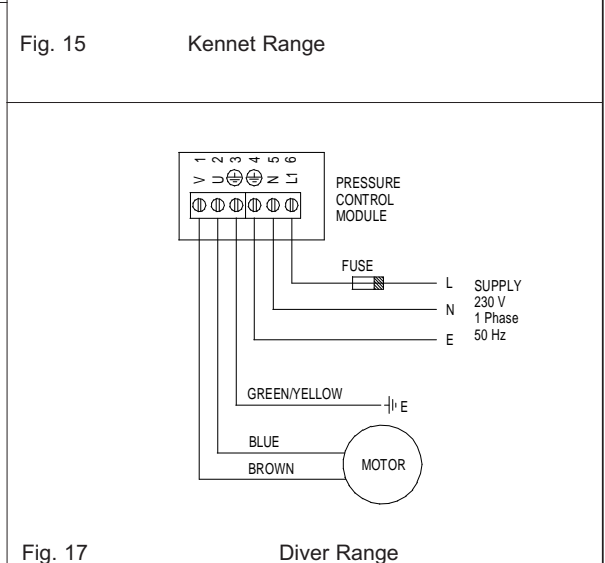 Fig. 15 Kennet Range
1 2 3 4 5 6
V U N L1
PRESSURE
CONTROL
MODULE
FUSE
L
N
E
SUPPLY
230 V
1 Phase
50 Hz
GREEN/YELLOW
E
BLUE
BROWN
MOTOR
Fig. 17 Diver Range